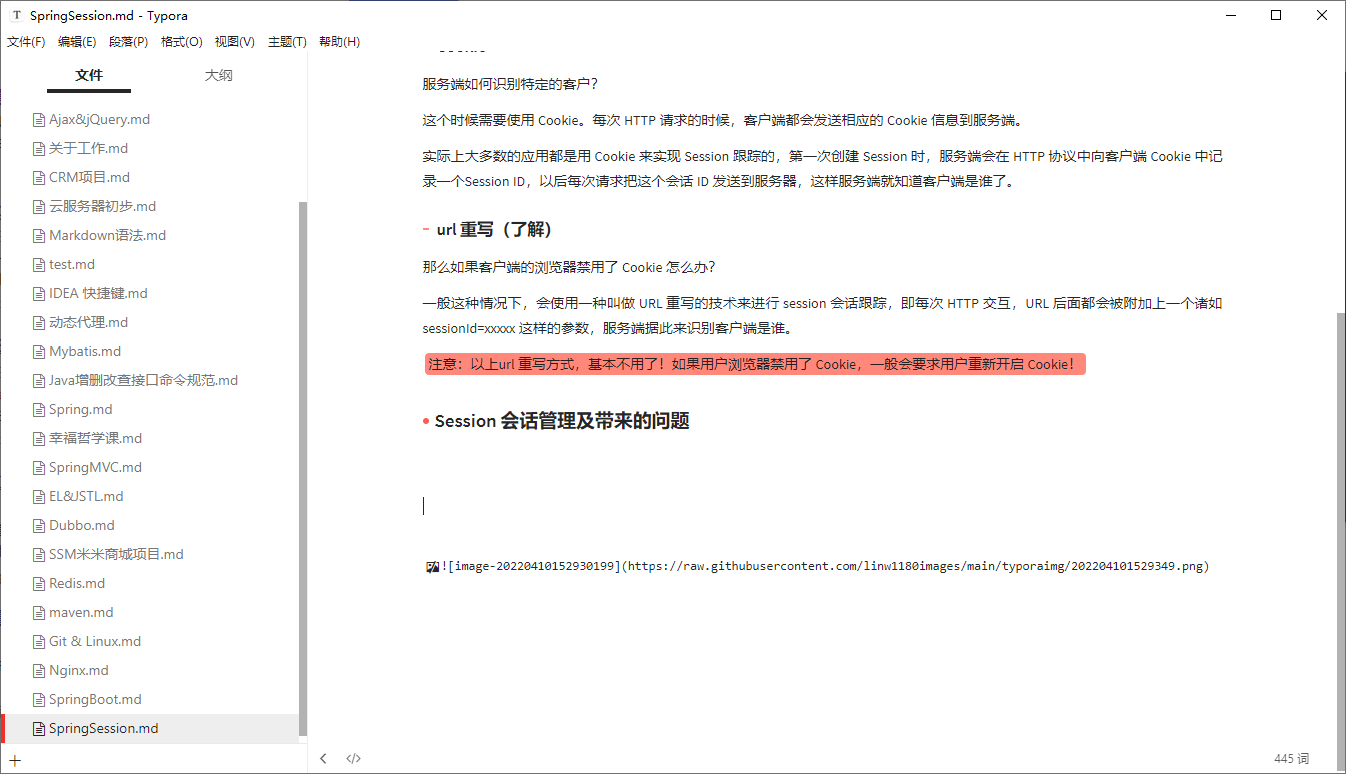 SpringSession.md - Typora
文件(F) 编辑(E) 段落(P) 格式(O) 视图(V) 主题(T) 帮助(H)
文件 大纲
Ajax&jQuery.md
关于工作.md
CRM项目.md
云服务器初步.md
Markdown语法.md
test.md
IDEA 快捷键.md
动态代理.md
Mybatis.md
Java增删改查接口命令规范.md
Spring.md
幸福哲学课.md
SpringMVC.md
EL&JSTL.md
Dubbo.md
SSM米米商城项目.md
Redis.md
maven.md
Git & Linux.md
Nginx.md
SpringBoot.md
SpringSession.md
服务端如何识别特定的客户？
这个时候需要使用 Cookie。每次 HTTP 请求的时候，客户端都会发送相应的 Cookie 信息到服务端。
实际上大多数的应用都是用 Cookie 来实现 Session 跟踪的，第一次创建 Session 时，服务端会在 HTTP 协议中向客户端 Cookie 中记
录一个Session ID，以后每次请求把这个会话 ID 发送到服务器，这样服务端就知道客户端是谁了。
- url 重写（了解）
那么如果客户端的浏览器禁用了 Cookie 怎么办？
一般这种情况下，会使用一种叫做 URL 重写的技术来进行 session 会话跟踪，即每次 HTTP 交互，URL 后面都会被附加上一个诸如
sessionId=xxxxx 这样的参数，服务端据此来识别客户端是谁。
注意：以上url 重写方式，基本不用了！如果用户浏览器禁用了 Cookie，一般会要求用户重新开启 Cookie！
• Session 会话管理及带来的问题
![image-20220410152930199](https://raw.githubusercontent.com/linw1180images/main/typoraimg/202204101529349.png)
445 词